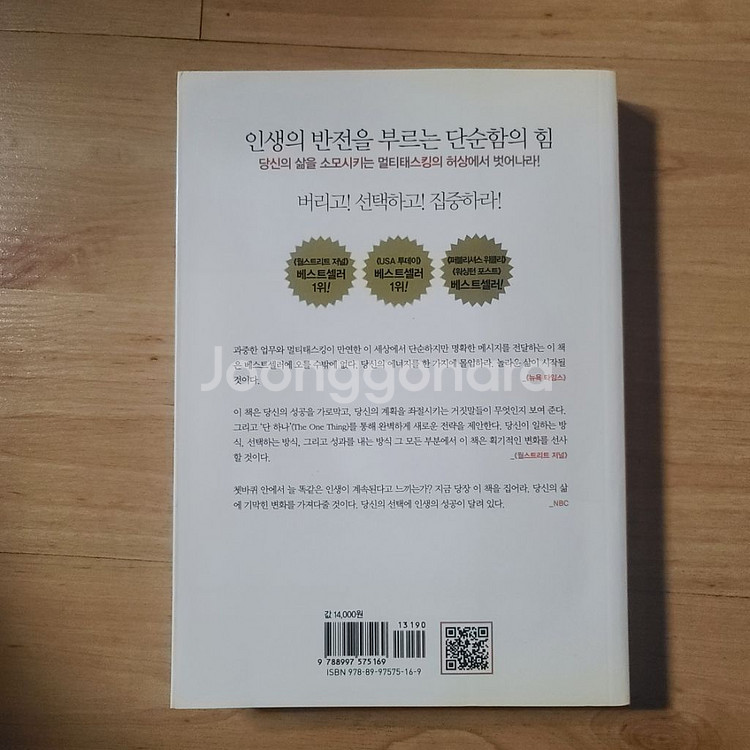 인생의 반전을 부르는 단순함의 힘
당신의 삶을 소모시키는 멀티태스킹의 허상에서 벗어나라!
버리고! 선택하고! 집중하라!
《월스트리트 저널》
베스트셀러
1위!
《USA 투데이》
베스트셀러
1위!
《퍼블리셔스 위클리》
《워싱턴 포스트》
베스트셀러!
과중한 업무와 멀티태스킹이 만연한 이 세상에서 단순하지만 명확한 메시지를 전달하는 이 책
은 베스트셀러에 오를 수밖에 없다. 당신의 에너지를 한 가지에 몰입하라. 놀라운 삶이 시작될
것이다. _《뉴욕 타임스》
Joonggonara
이 책은 당신의 성공을 가로막고, 당신의 계획을 좌절시키는 거짓말들이 무엇인지 보여 준다.
그리고 '단 하나'(The One Thing)를 통해 완벽하게 새로운 전략을 제안한다. 당신이 일하는 방
식, 선택하는 방식, 그리고 성과를 내는 방식 그 모든 부분에서 이 책은 획기적인 변화를 선사
할 것이다. _《월스트리트 저널》
쳇바퀴 안에서 늘 똑같은 인생이 계속된다고 느끼는가? 지금 당장 이 책을 집어라. 당신의 삶
에 기막힌 변화를 가져다줄 것이다. 당신의 선택에 인생의 성공이 달려 있다. _NBC
값 14,000원
13190
9 788997 575169
ISBN 978-89-97575-16-9